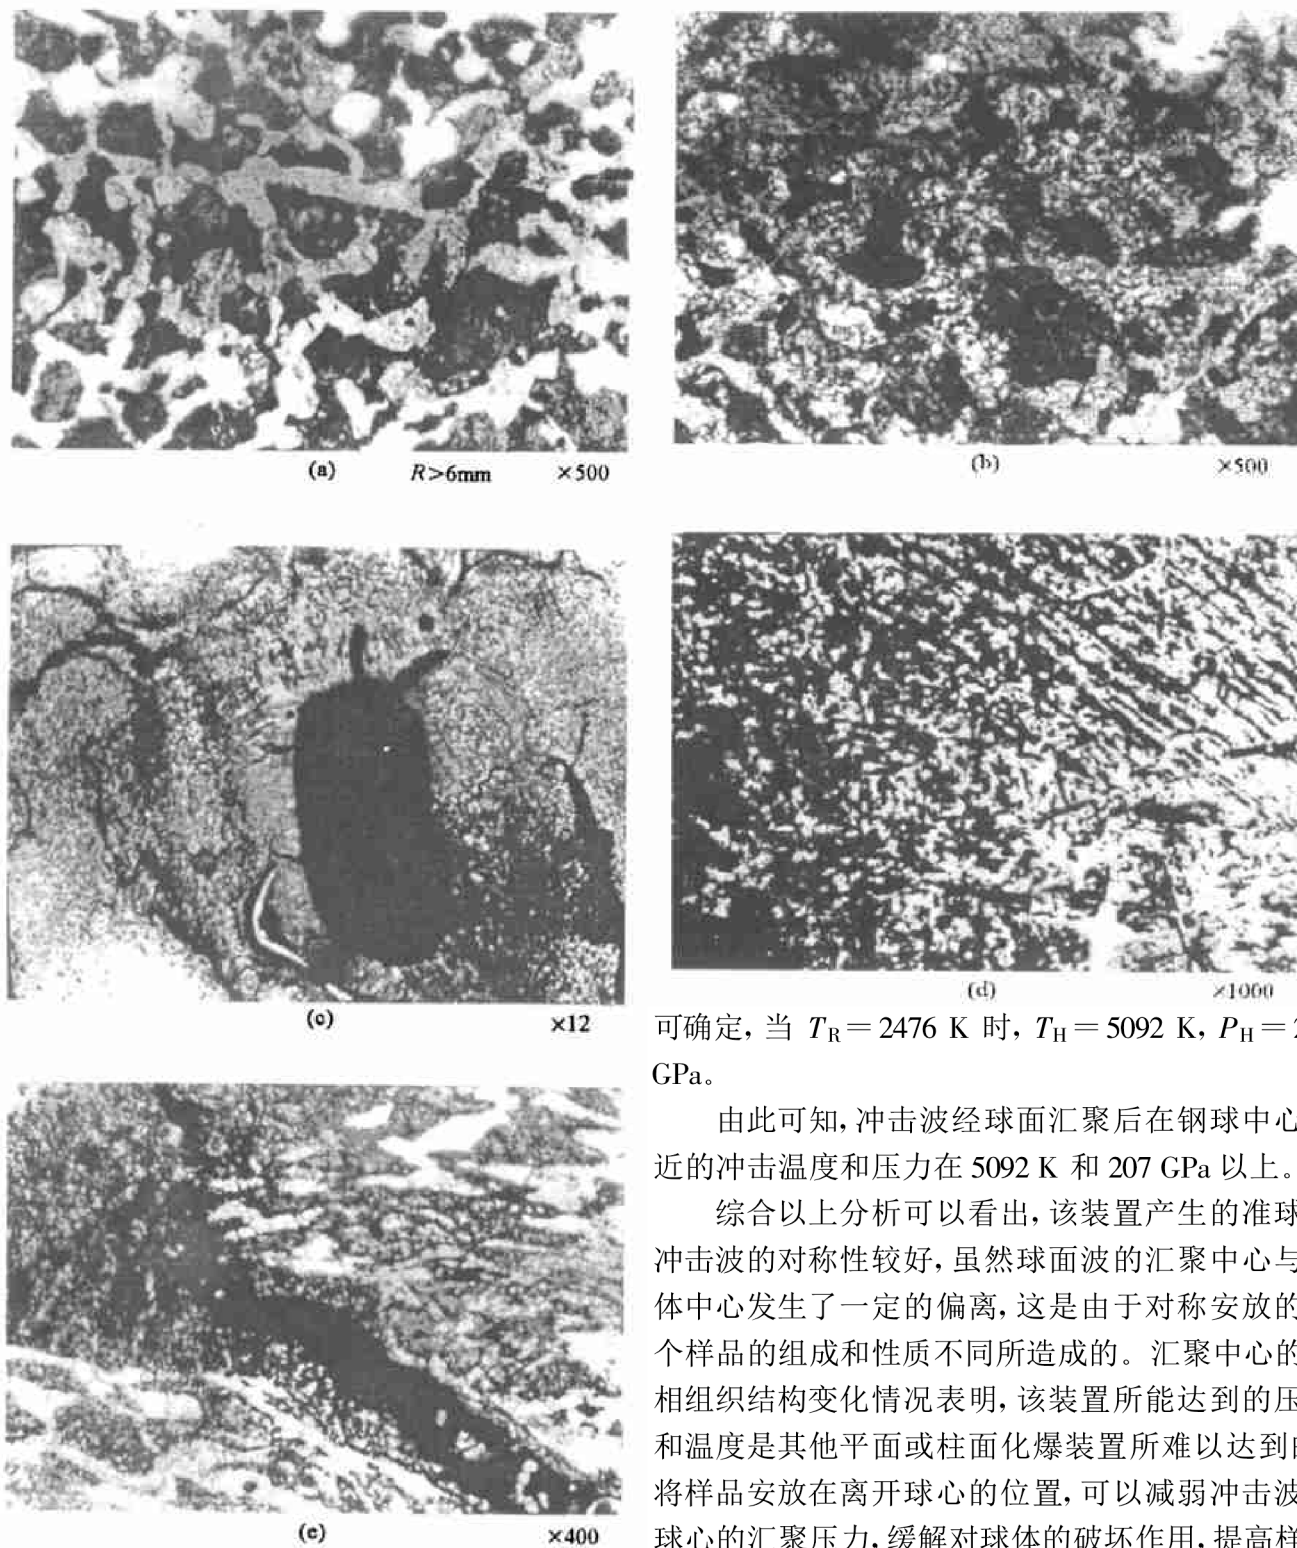 (a) R>6mm ×500
(b) ×500
(c) ×12
(d) ×1000
(e) ×400
可确定, 当 T_R = 2476 K 时, T_H = 5092 K, P_H =
GPa。
由此可知, 冲击波经球面汇聚后在钢球中心
近的冲击温度和压力在 5092 K 和 207 GPa 以上。
综合以上分析可以看出, 该装置产生的准球
冲击波的对称性较好, 虽然球面波的汇聚中心与
体中心发生了一定的偏离, 这是由于对称安放的
个样品的组成和性质不同所造成的。汇聚中心的
相组织结构变化情况表明, 该装置所能达到的压
和温度是其他平面或柱面化爆装置所难以达到
将样品安放在离开球心的位置, 可以减弱冲击波
球心的汇聚压力, 缓解对球体的破坏作用, 提高样